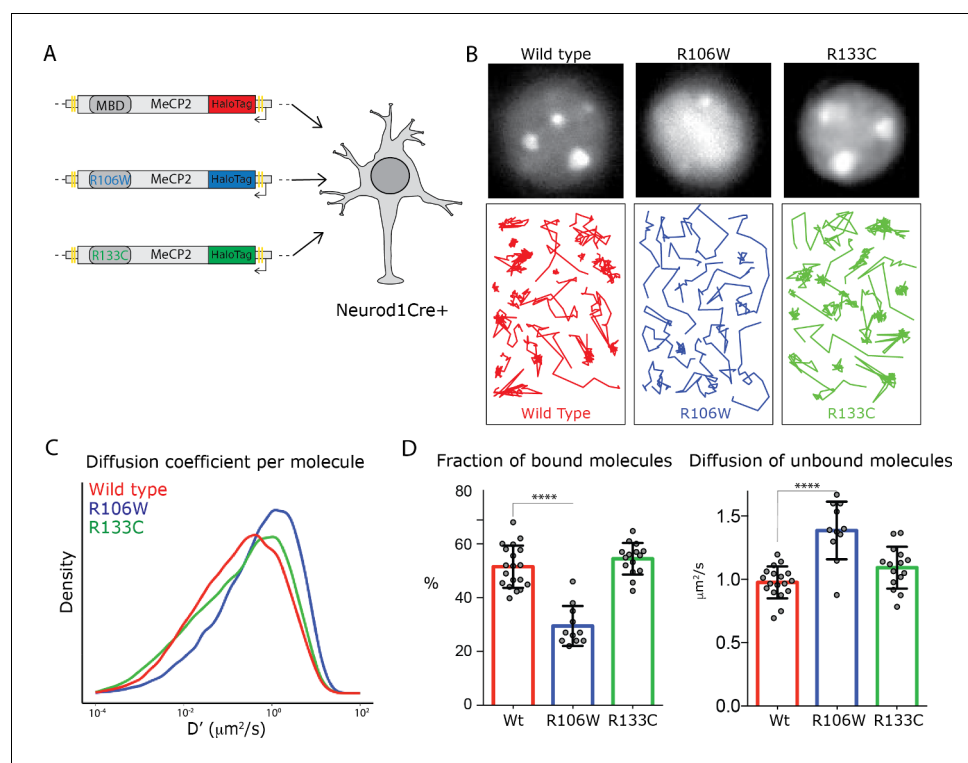 A
MBD MeCP2 HaloTag
R106W MeCP2 HaloTag
R133C MeCP2 HaloTag
Neurod1Cre+
B
Wild type R106W R133C
Wild Type R106W R133C
C
Diffusion coefficient per molecule
Wild type
R106W
R133C
Density
10⁻⁴ 10⁻² 10⁰ 10²
D' (µm²/s)
D
Fraction of bound molecules
80
60
40
20
0
%
****
Wt R106W R133C
Diffusion of unbound molecules
1.5
1.0
0.5
0.0
µm²/s
****
Wt R106W R133C